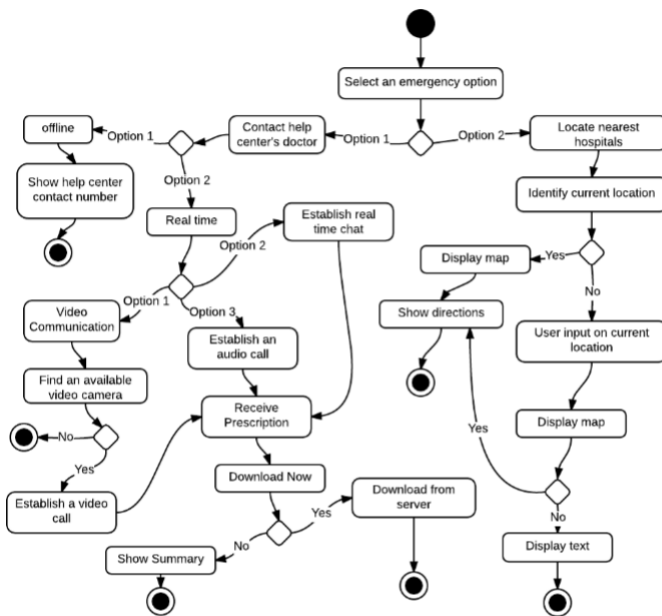 Select an emergency option
offline
Option 1
Contact help
center's doctor
Option 1
Option 2
Locate nearest
hospitals
Show help center
contact number
Option 2
Identify current location
Real time
Establish real
time chat
Option 2
Display map
Yes
No
Video
Communication
Option 1
Option 3
Show directions
Establish an
audio call
User input on current
location
Find an available
video camera
Receive
Prescription
Display map
No
Yes
Yes
Download Now
Establish a video
call
Yes
Download from
server
No
No
Show Summary
Display text